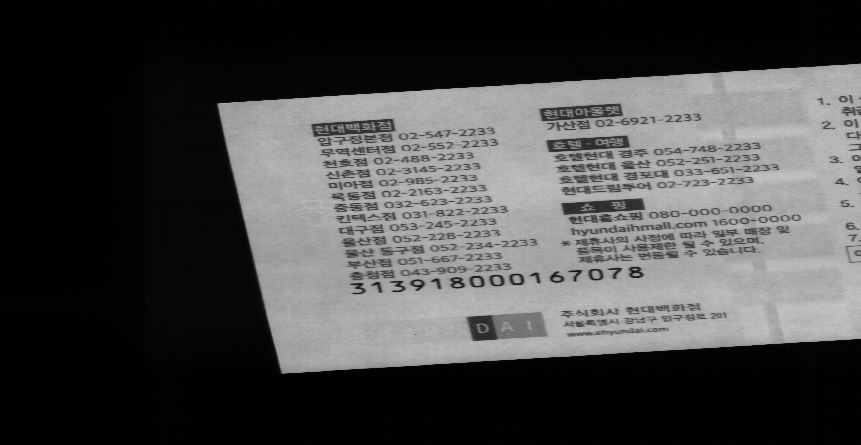 현대백화점
압구정본점 02-547-2233
무역센터점 02-552-2233
천호점 02-488-2233
신촌점 02-3145-2233
미아점 02-985-2233
목동점 02-2163-2233
중동점 032-623-2233
킨텍스점 031-822-2233
대구점 053-245-2233
울산점 052-228-2233
울산 동구점 052-234-2233
부산점 051-667-2233
충청점 043-909-2233
313918000167078
현대아울렛
가산점 02-6921-2233
호텔·여행
호텔현대 경주 054-748-2233
호텔현대 울산 052-251-2233
호텔현대 경포대 033-651-2233
현대드림투어 02-723-2233
쇼 핑
현대홈쇼핑 080-000-0000
hyundaihmall.com 1600-0000
* 제휴사의 사정에 따라 일부 매장 및
품목이 사용제한 될 수 있으며,
제휴사는 변동될 수 있습니다.
DAI
주식회사 현대백화점
서울특별시 강남구 압구정로 201
www.ehyundai.com
1. 이
취급
2. 이
다
그
3.
4.
5.
6.
7.